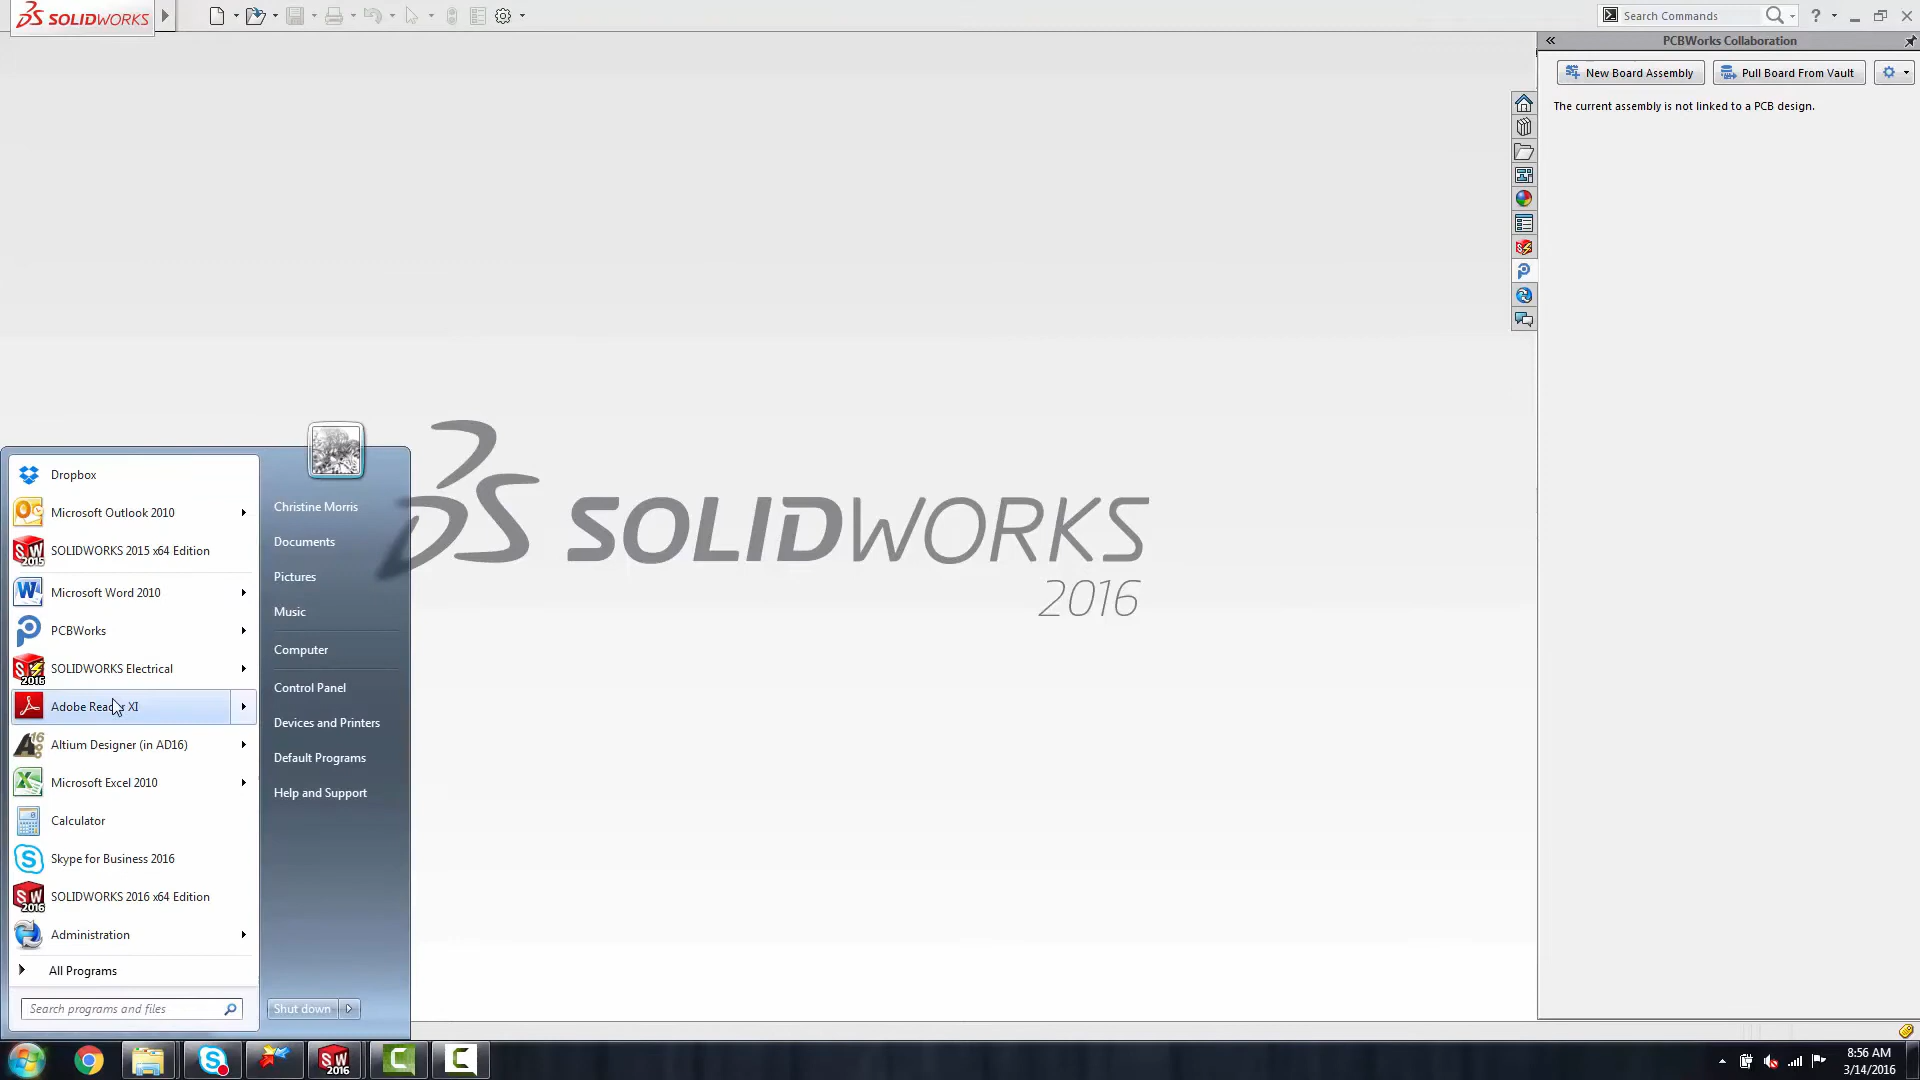 SOLIDWORKS
Search Commands
?
PCBWorks Collaboration
New Board Assembly
Pull Board From Vault
The current assembly is not linked to a PCB design.
SOLIDWORKS
2016
Dropbox
Microsoft Outlook 2010
SOLIDWORKS 2015 x64 Edition
Microsoft Word 2010
PCBWorks
SOLIDWORKS Electrical
Adobe Reader XI
Altium Designer (in AD16)
Microsoft Excel 2010
Calculator
Skype for Business 2016
SOLIDWORKS 2016 x64 Edition
Administration
All Programs
Search programs and files
Christine Morris
Documents
Pictures
Music
Computer
Control Panel
Devices and Printers
Default Programs
Help and Support
Shut down
8:56 AM
3/14/2016